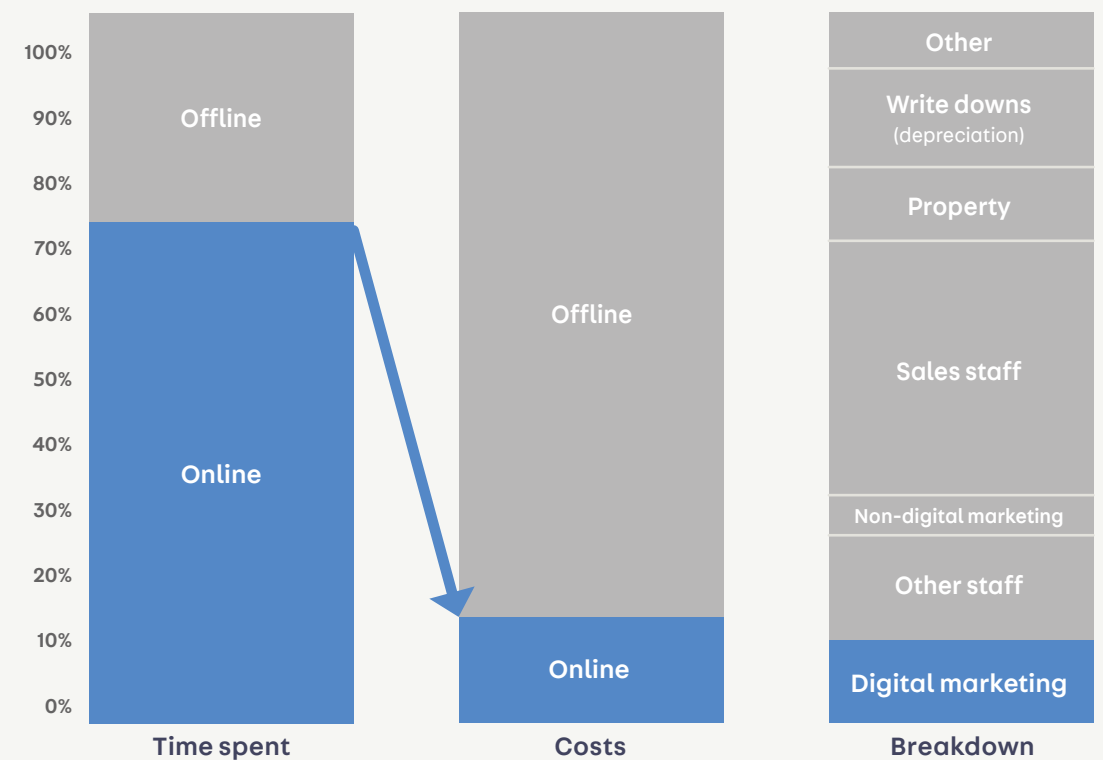 100%
90%
80%
70%
60%
50%
40%
30%
20%
10%
0%
Offline
Online
Time spent
Offline
Online
Costs
Other
Write downs
(depreciation)
Property
Sales staff
Non-digital marketing
Other staff
Digital marketing
Breakdown